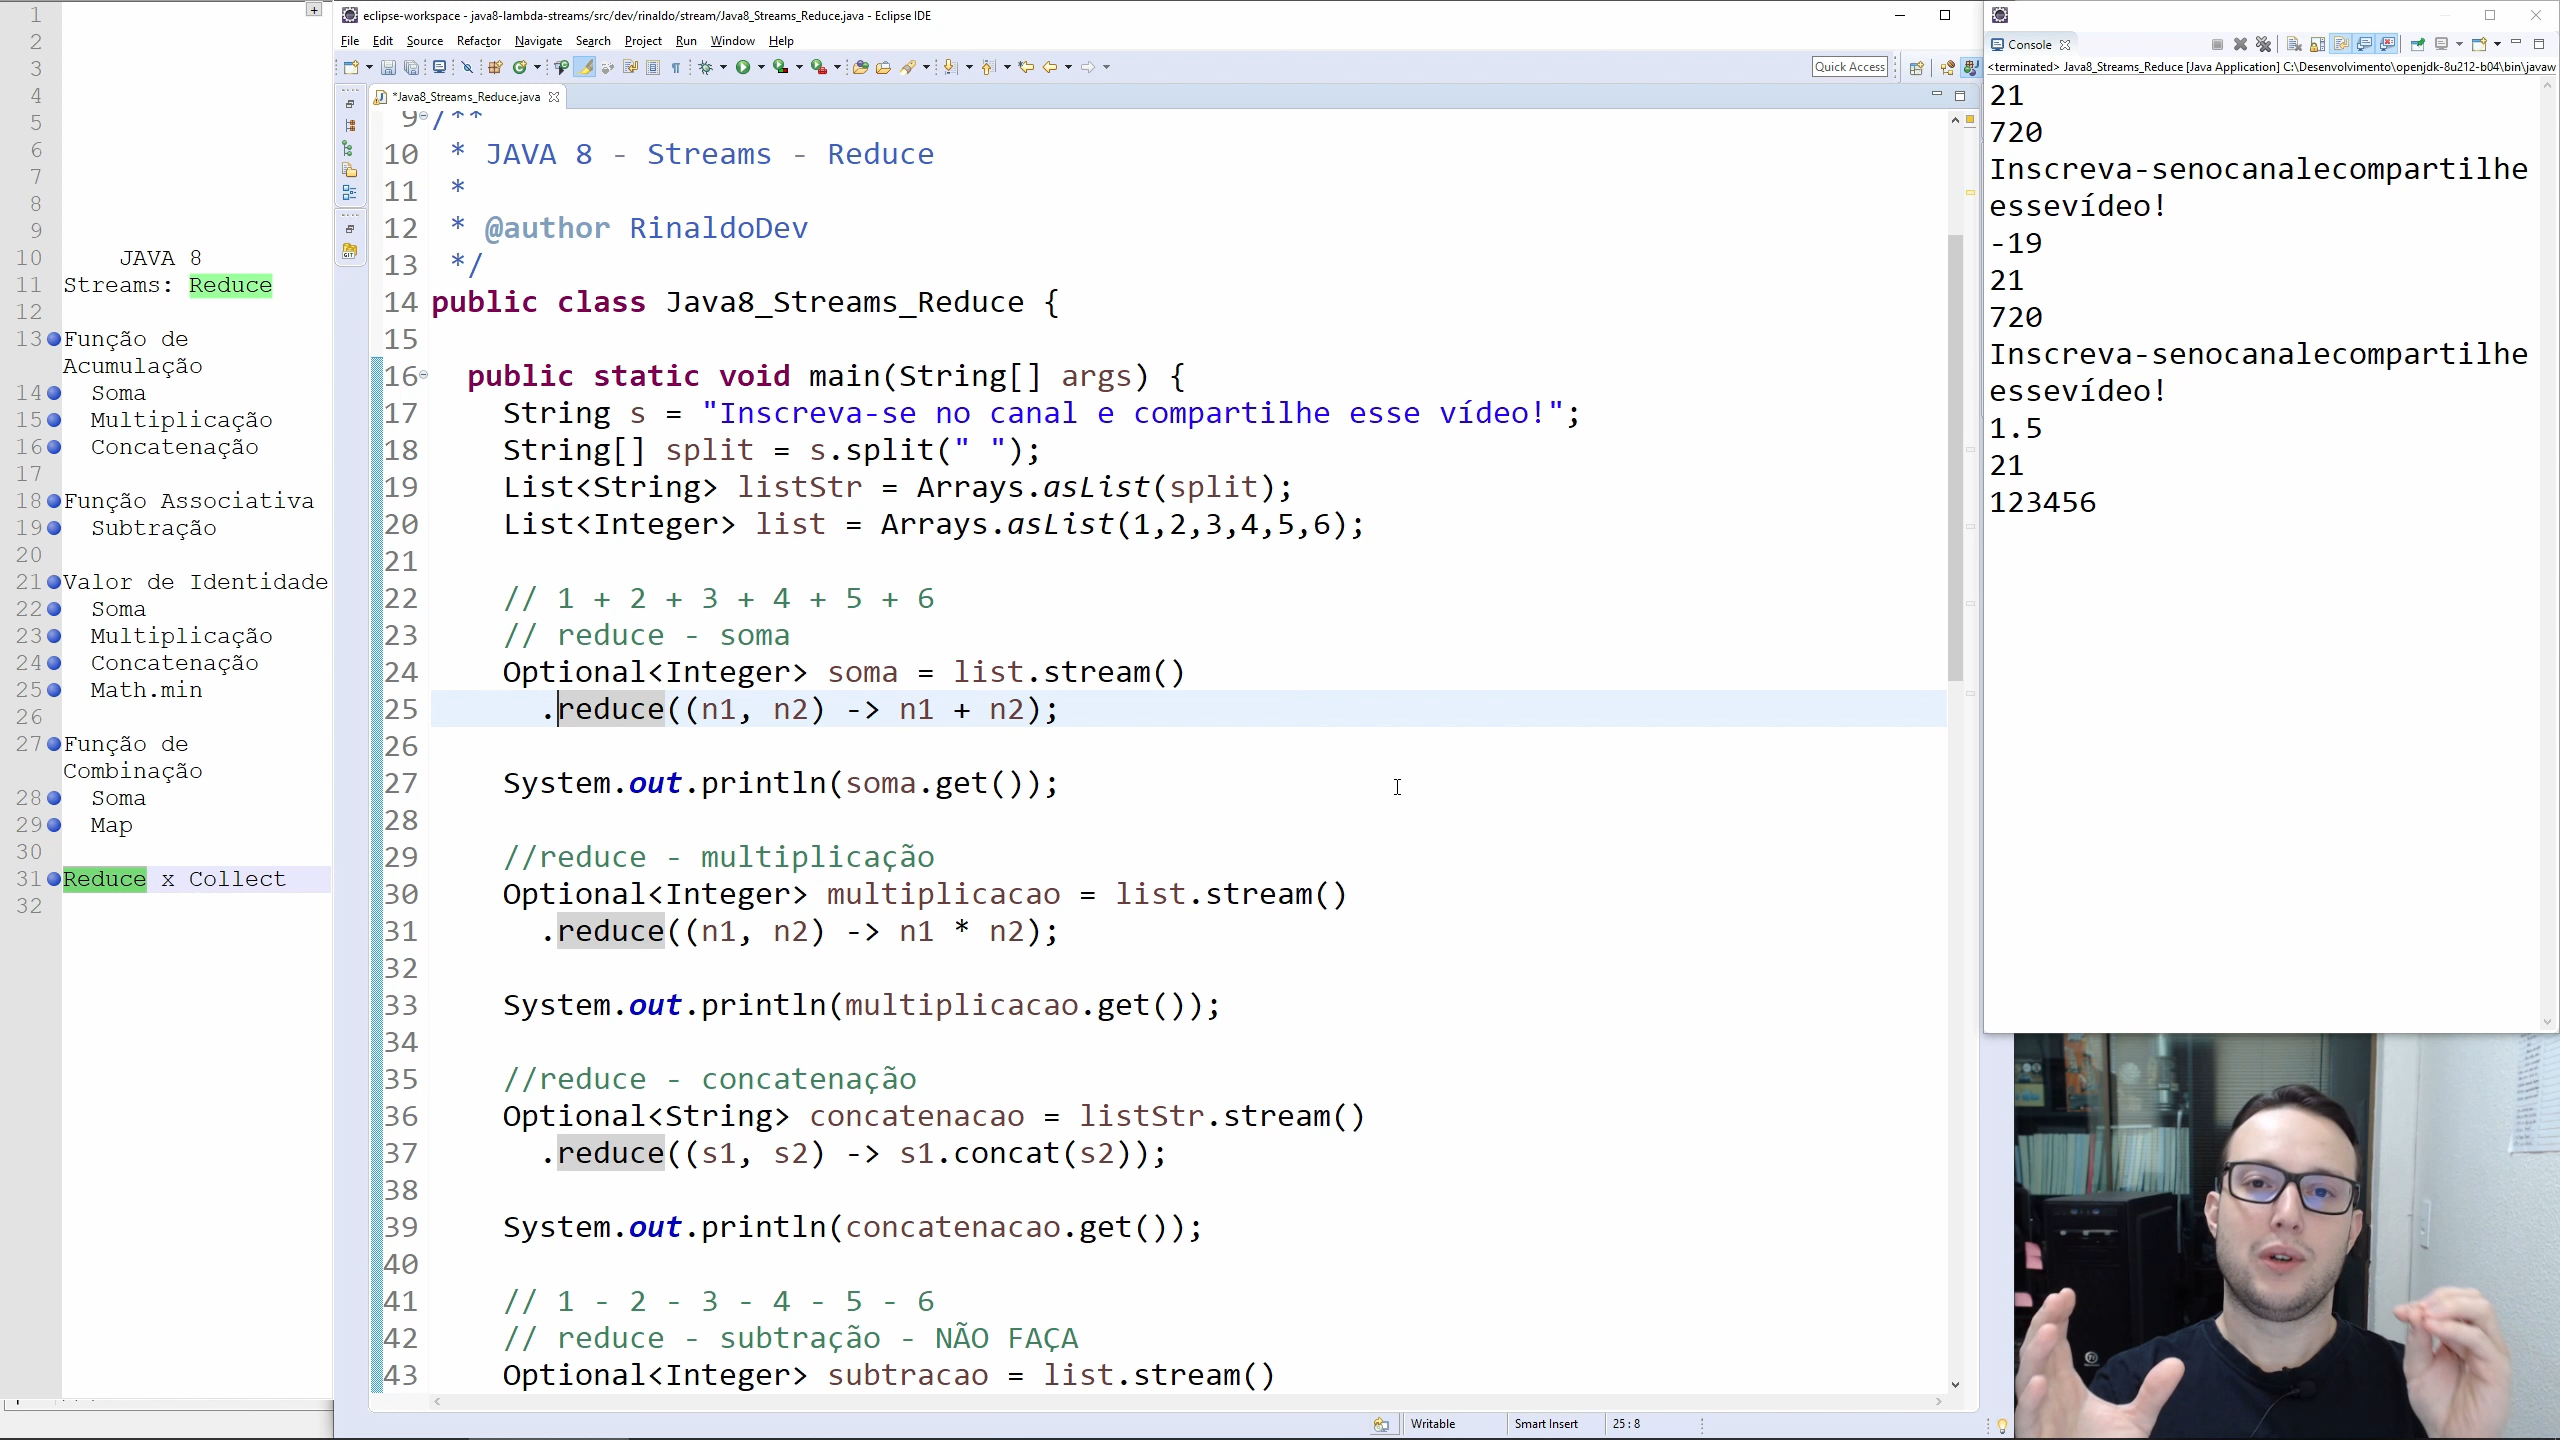 1
2
3
4
5
6
7
8
9
10 JAVA 8
11 Streams: Reduce
12
13 Função de
Acumulação
14 Soma
15 Multiplicação
16 Concatenação
17
18 Função Associativa
19 Subtração
20
21 Valor de Identidade
22 Soma
23 Multiplicação
24 Concatenação
25 Math.min
26
27 Função de
Combinação
28 Soma
29 Map
30
31 Reduce x Collect
32
eclipse-workspace - java8-lambda-streams/src/dev/rinaldo/stream/Java8_Streams_Reduce.java - Eclipse IDE
File Edit Source Refactor Navigate Search Project Run Window Help
Quick Access
*Java8_Streams_Reduce.java
9 /**
10 * JAVA 8 - Streams - Reduce
11 *
12 * @author RinaldoDev
13 */
14 public class Java8_Streams_Reduce {
15
16 public static void main(String[] args) {
17 String s = "Inscreva-se no canal e compartilhe esse vídeo!";
18 String[] split = s.split(" ");
19 List<String> listStr = Arrays.asList(split);
20 List<Integer> list = Arrays.asList(1,2,3,4,5,6);
21
22 // 1 + 2 + 3 + 4 + 5 + 6
23 // reduce - soma
24 Optional<Integer> soma = list.stream()
25 .reduce((n1, n2) -> n1 + n2);
26
27 System.out.println(soma.get());
28
29 //reduce - multiplicação
30 Optional<Integer> multiplicacao = list.stream()
31 .reduce((n1, n2) -> n1 * n2);
32
33 System.out.println(multiplicacao.get());
34
35 //reduce - concatenação
36 Optional<String> concatenacao = listStr.stream()
37 .reduce((s1, s2) -> s1.concat(s2));
38
39 System.out.println(concatenacao.get());
40
41 // 1 - 2 - 3 - 4 - 5 - 6
42 // reduce - subtração - NÃO FAÇA
43 Optional<Integer> subtracao = list.stream()
Writable Smart Insert 25:8
Console
<terminated> Java8_Streams_Reduce [Java Application] C:\Desenvolvimento\openjdk-8u212-b04\bin\javaw
21
720
Inscreva-senocanalecompartilhe
essevídeo!
-19
21
720
Inscreva-senocanalecompartilhe
essevídeo!
1.5
21
123456